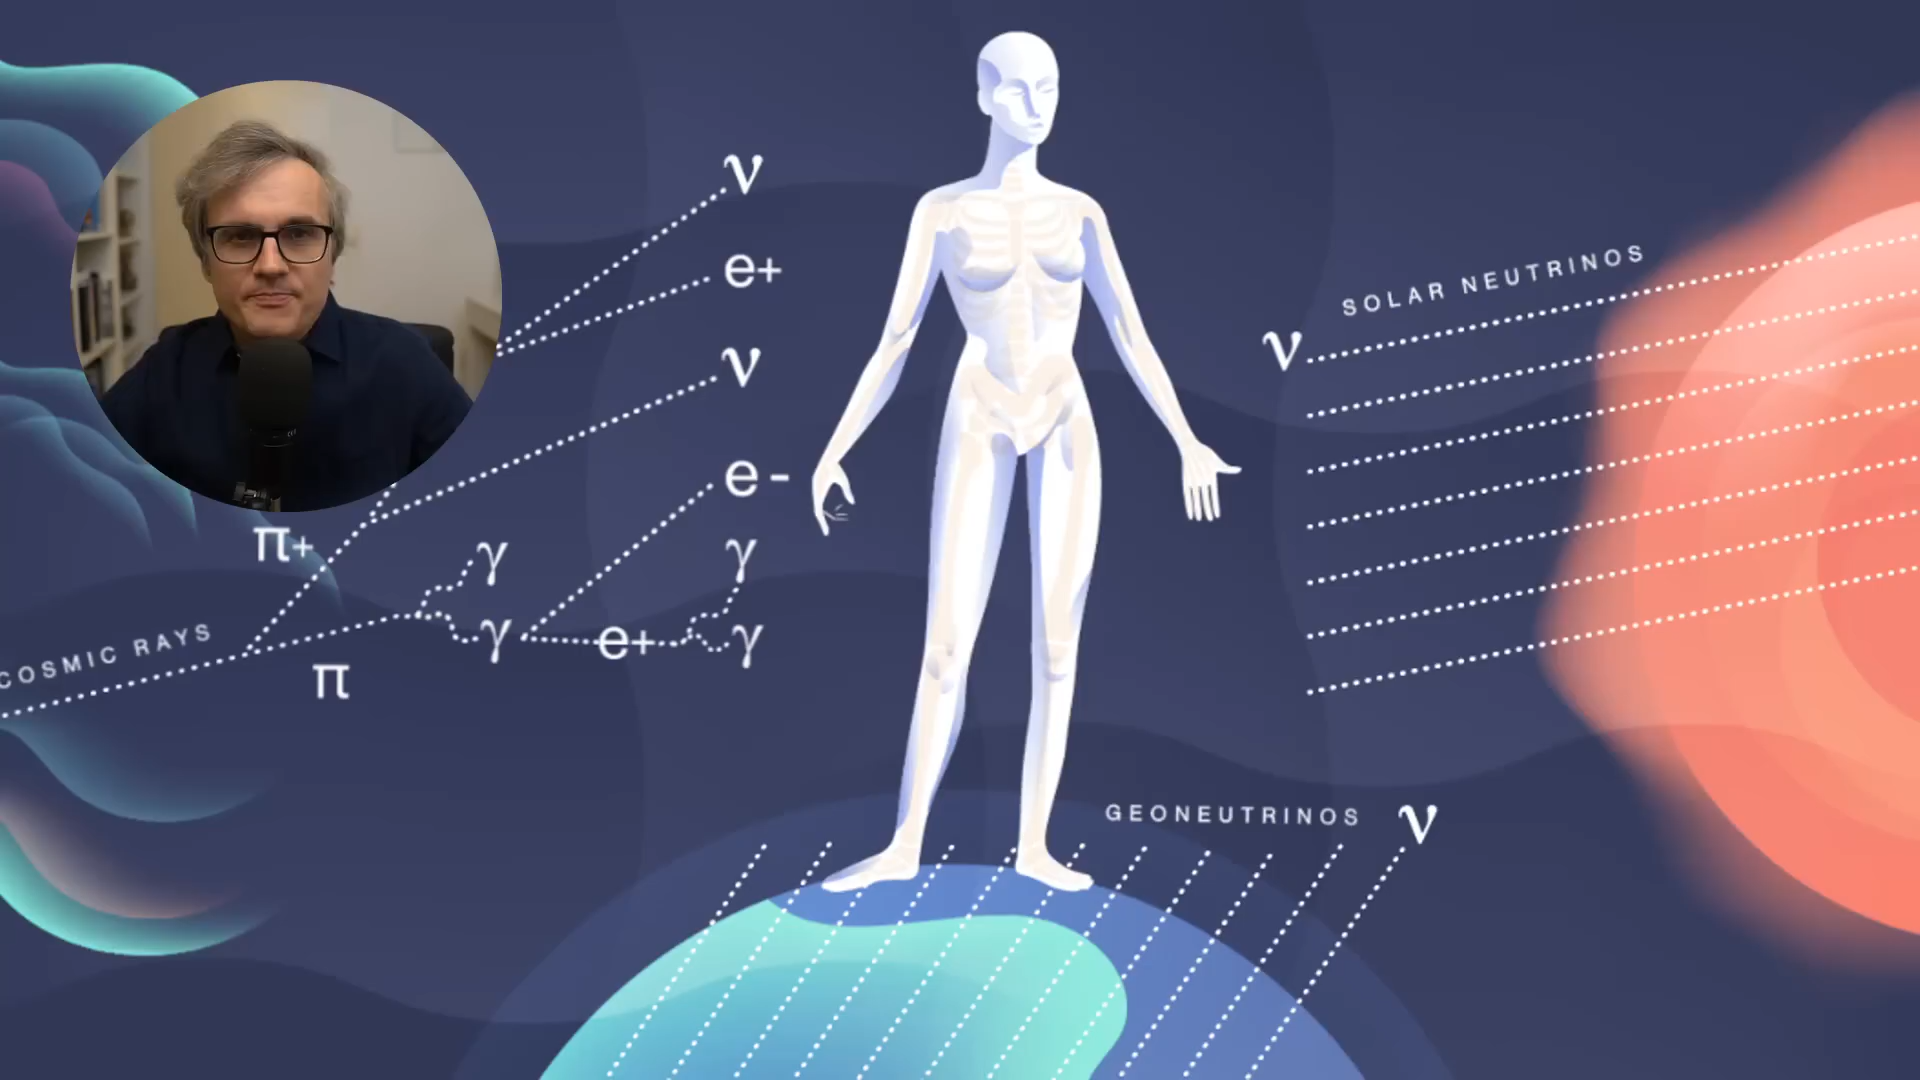 ν
e+
ν
e-
π+
γ
γ
γ
e+
γ
COSMIC RAYS
π
SOLAR NEUTRINOS
ν
GEONEUTRINOS
ν